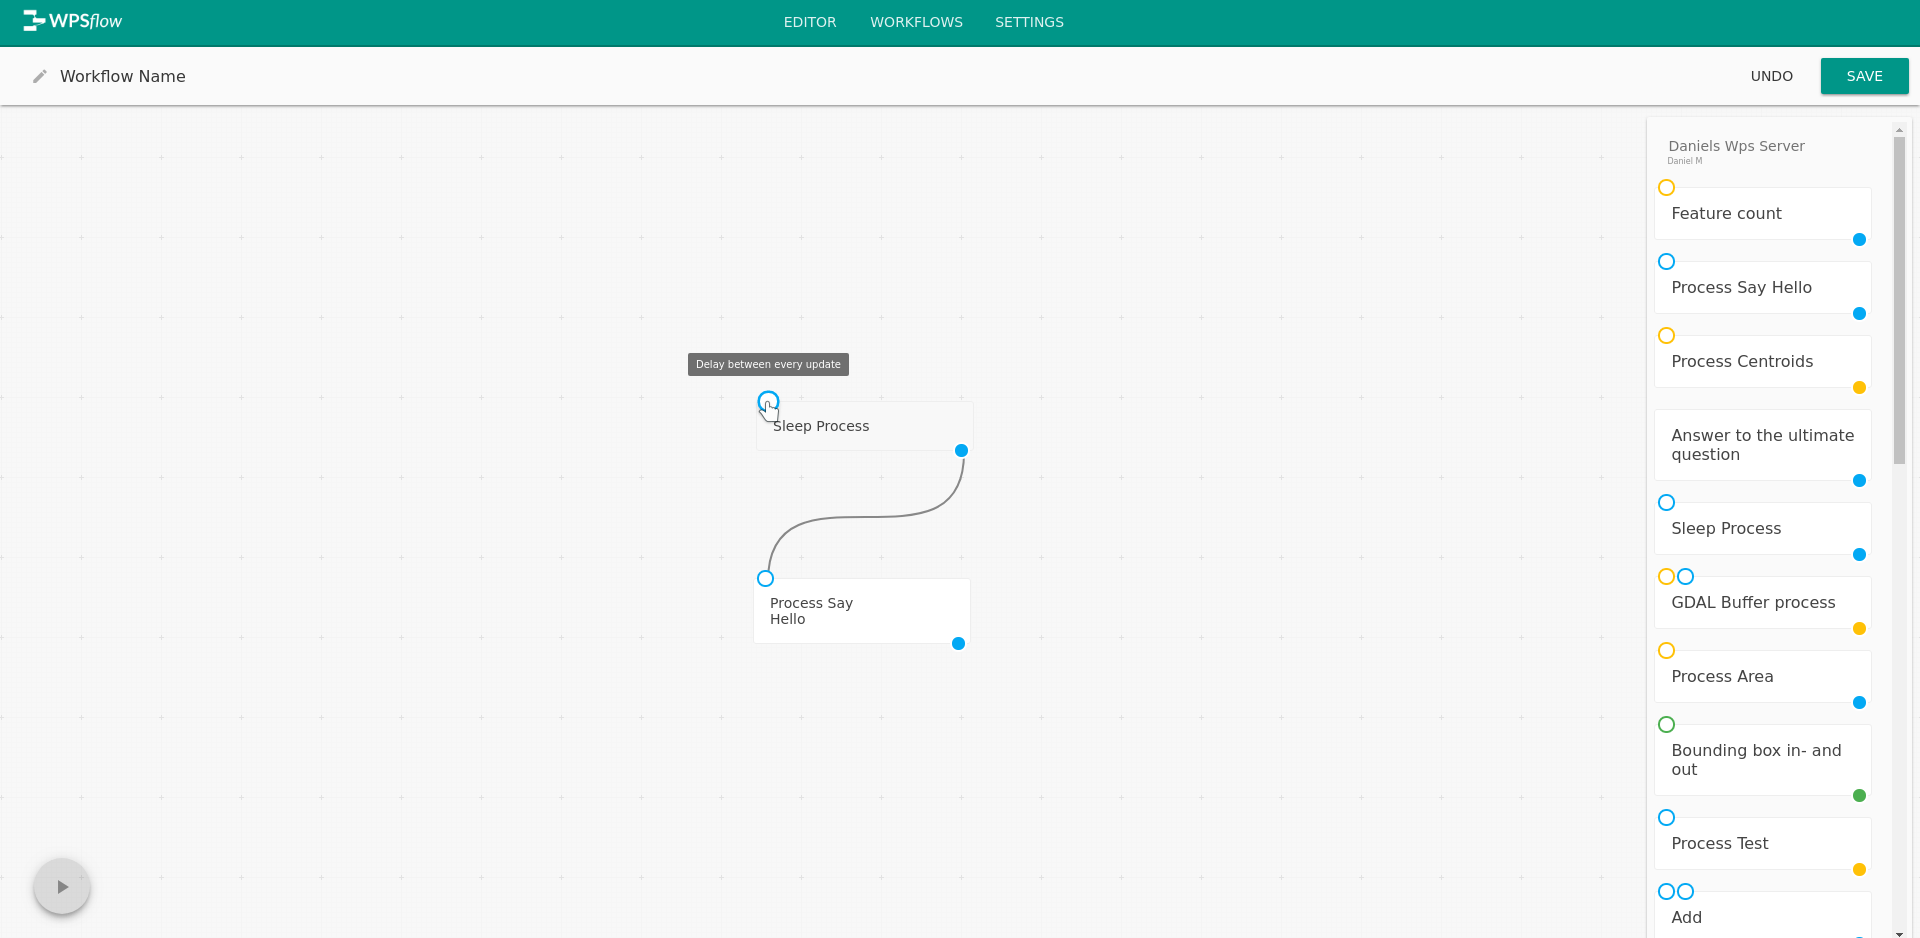 WPSflow
EDITOR
WORKFLOWS
SETTINGS
Workflow Name
UNDO
SAVE
Delay between every update
Sleep Process
Process Say
Hello
Daniels Wps Server
Daniel M
Feature count
Process Say Hello
Process Centroids
Answer to the ultimate
question
Sleep Process
GDAL Buffer process
Process Area
Bounding box in- and
out
Process Test
Add